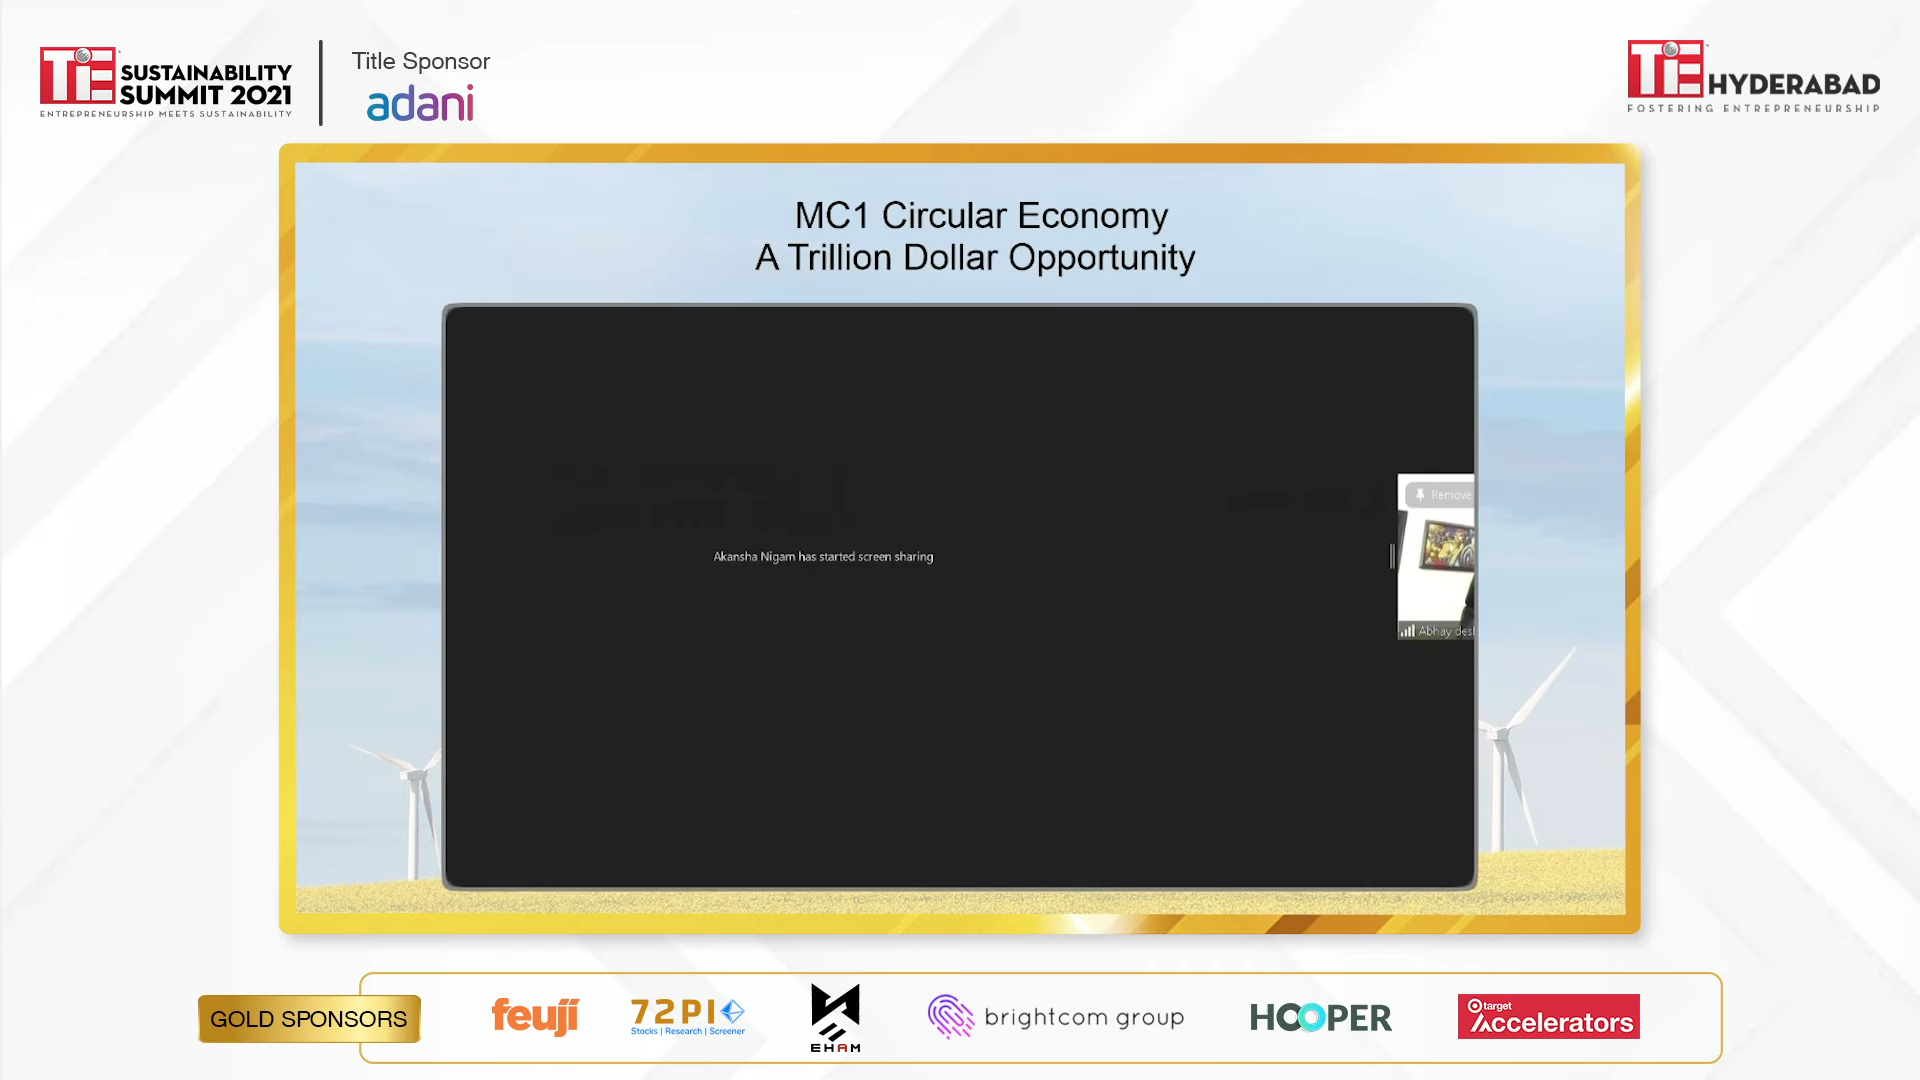 TiE SUSTAINABILITY
SUMMIT 2021
ENTREPRENEURSHIP MEETS SUSTAINABILITY
Title Sponsor
adani
TiE HYDERABAD
FOSTERING ENTREPRENEURSHIP
MC1 Circular Economy
A Trillion Dollar Opportunity
Remove
Akansha Nigam has started screen sharing
Abhay
GOLD SPONSORS
feuji
72PI
Stocks | Research | Screener
EHAM
brightcom group
HOOPER
target
Accelerators